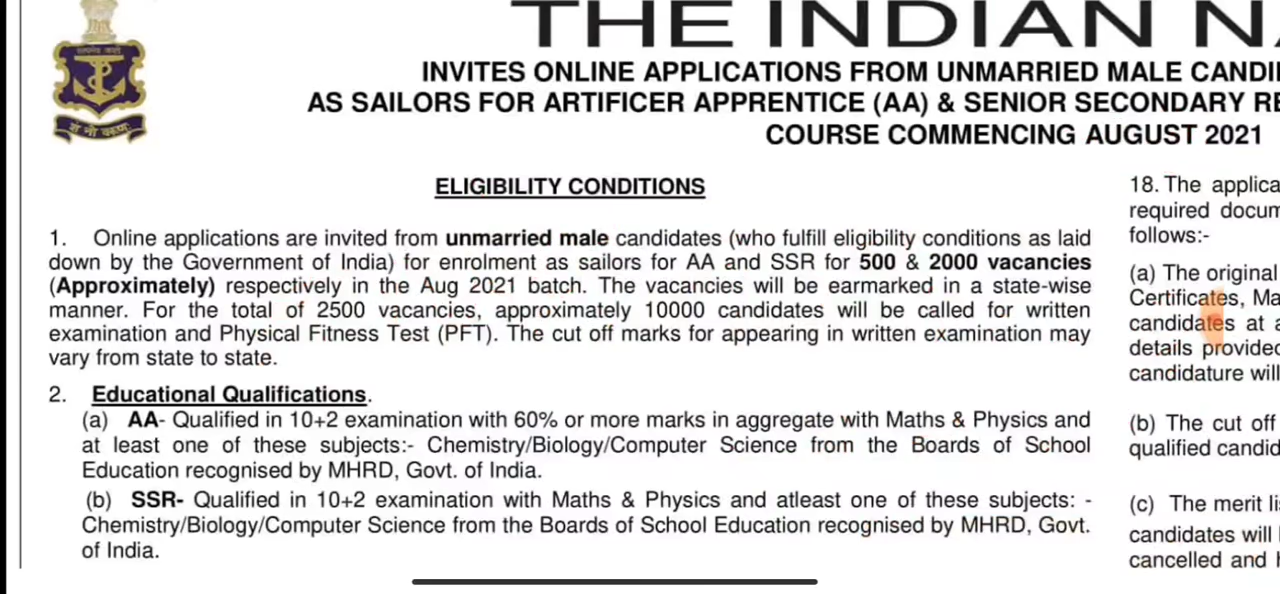 सत्यमेव जयते
शं नो वरुणः
THE INDIAN NA
INVITES ONLINE APPLICATIONS FROM UNMARRIED MALE CANDI
AS SAILORS FOR ARTIFICER APPRENTICE (AA) & SENIOR SECONDARY RE
COURSE COMMENCING AUGUST 2021
ELIGIBILITY CONDITIONS
1. Online applications are invited from unmarried male candidates (who fulfill eligibility conditions as laid
down by the Government of India) for enrolment as sailors for AA and SSR for 500 & 2000 vacancies
(Approximately) respectively in the Aug 2021 batch. The vacancies will be earmarked in a state-wise
manner. For the total of 2500 vacancies, approximately 10000 candidates will be called for written
examination and Physical Fitness Test (PFT). The cut off marks for appearing in written examination may
vary from state to state.
2. Educational Qualifications.
(a) AA- Qualified in 10+2 examination with 60% or more marks in aggregate with Maths & Physics and
at least one of these subjects:- Chemistry/Biology/Computer Science from the Boards of School
Education recognised by MHRD, Govt. of India.
(b) SSR- Qualified in 10+2 examination with Maths & Physics and atleast one of these subjects: -
Chemistry/Biology/Computer Science from the Boards of School Education recognised by MHRD, Govt.
of India.
18. The applica
required docum
follows:-
(a) The original
Certificates, Ma
candidates at a
details provided
candidature will
(b) The cut off
qualified candid
(c) The merit li
candidates will
cancelled and